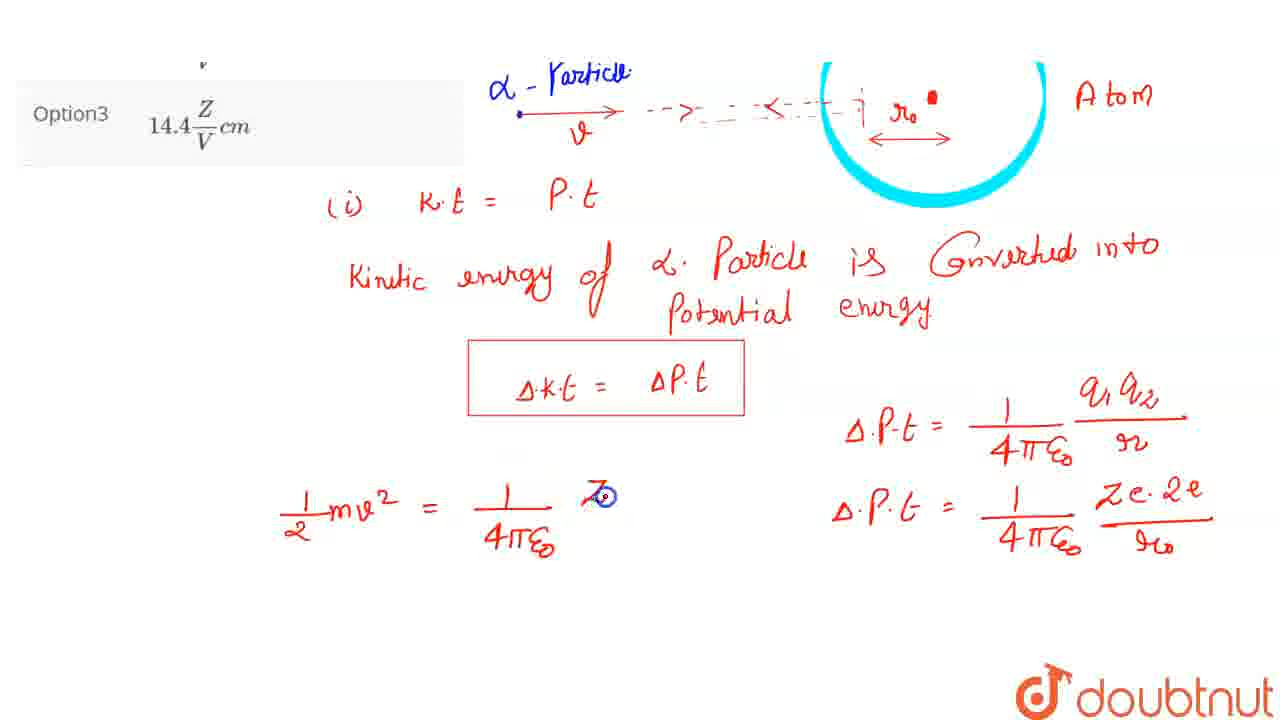 α - Particle
Option3 14.4 Z/V cm
v
r₀
Atom
(i) K.t = P.t
Kinetic energy of α. Particle is Converted into
Potential energy
Δ.K.t = ΔP.t
Δ.P.t = 1/4πε₀ q₁q₂/r
1/2 mv² = 1/4πε₀ Z
Δ.P.t = 1/4πε₀ Ze.2e/r₀
doubtnut